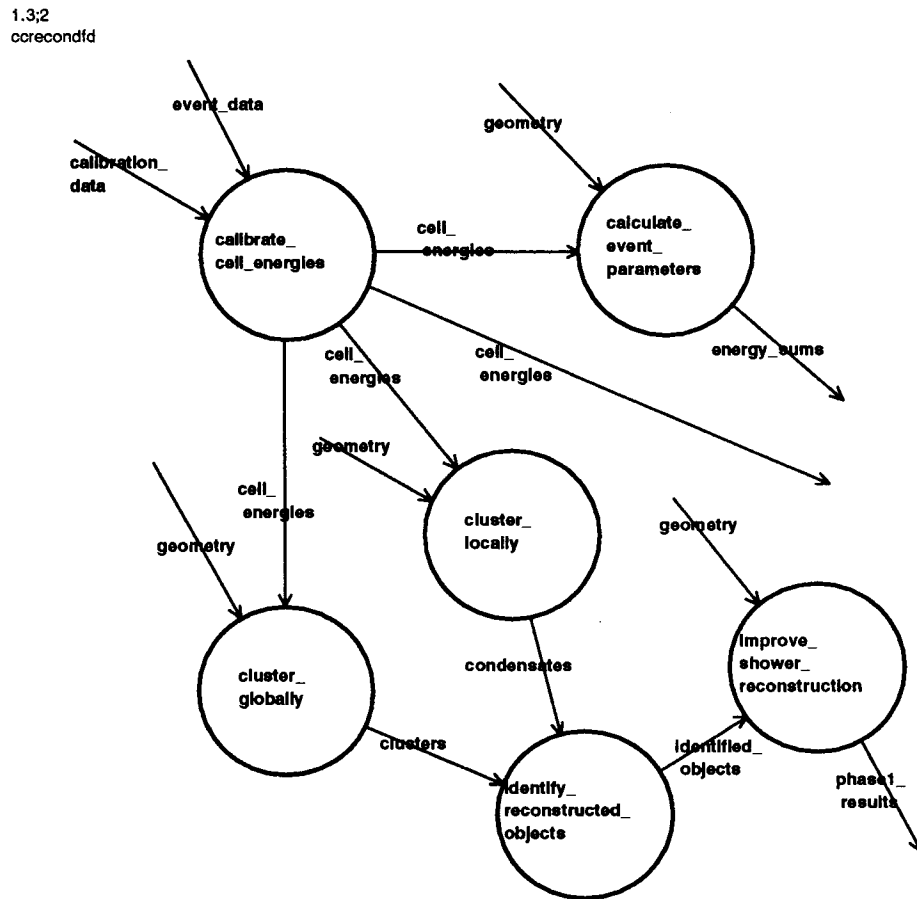 1.3;2
ccrecondfd
event_data
calibration_
data
geometry
calibrate_
cell_energies
cell_
energies
calculate_
event_
parameters
energy_sums
cell_
energies
cell_
energies
geometry
cell_
energies
geometry
cluster_
locally
geometry
cluster_
globally
condensates
improve_
shower_
reconstruction
clusters
identified_
objects
identify_
reconstructed_
objects
phase1_
results